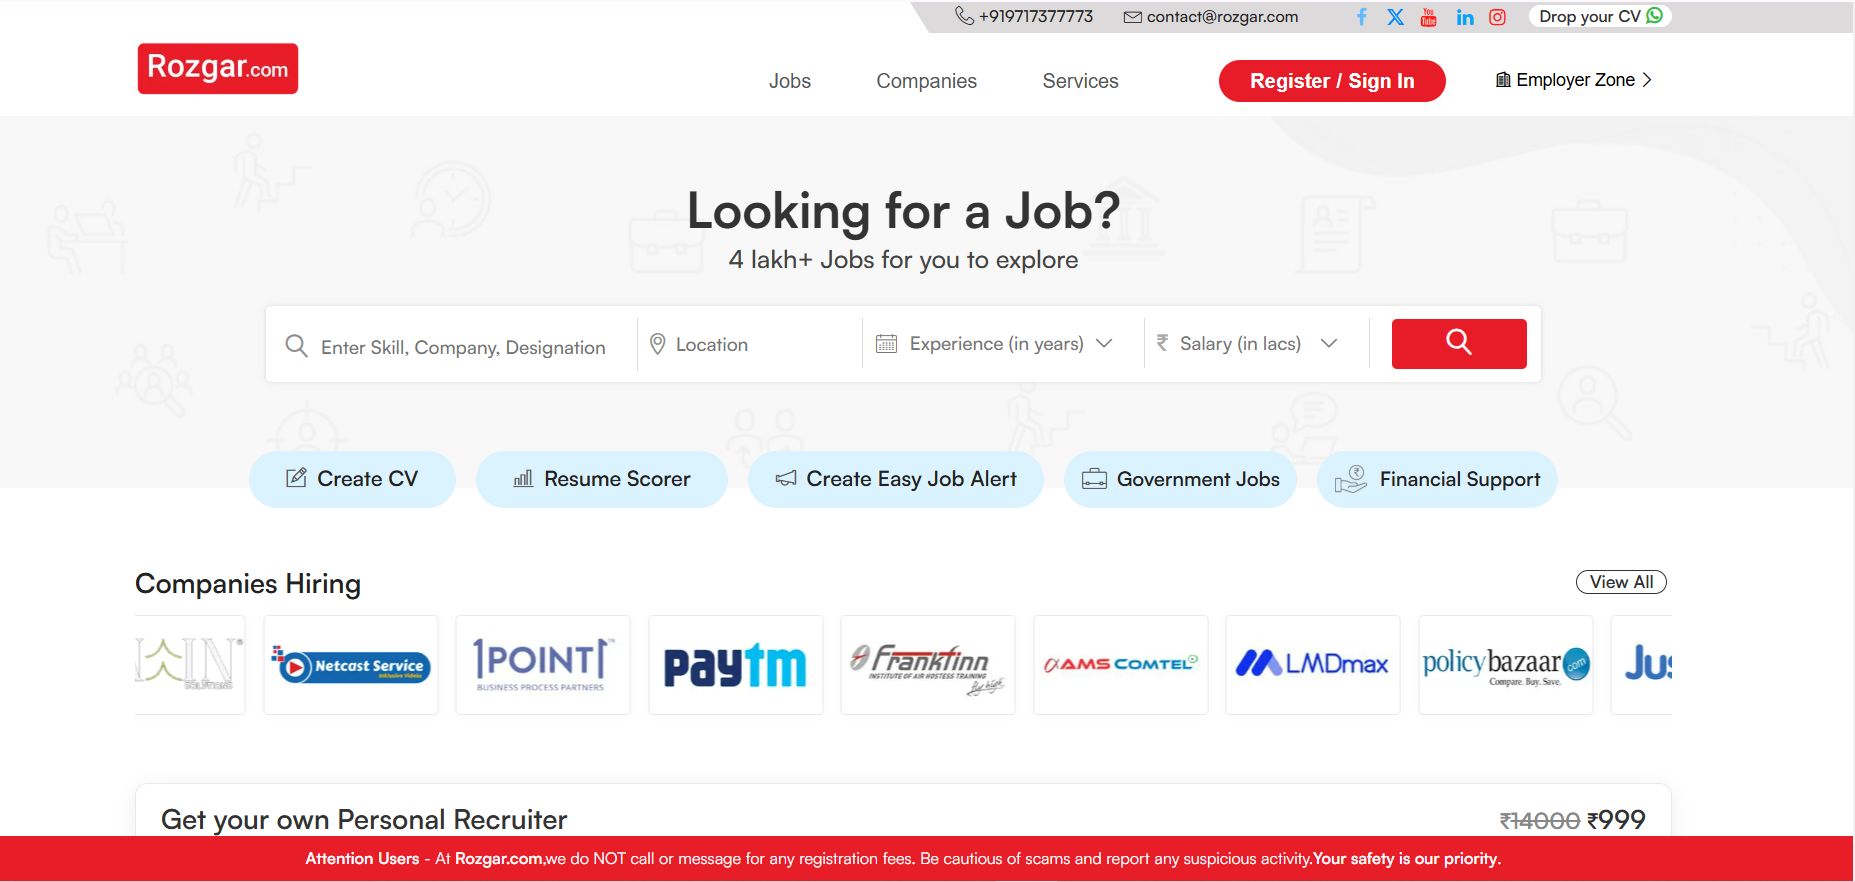 +919717377773 contact@rozgar.com Drop your CV
Rozgar.com
Jobs Companies Services Register / Sign In Employer Zone
Looking for a Job?
4 lakh+ Jobs for you to explore
Enter Skill, Company, Designation Location Experience (in years) ₹ Salary (in lacs)
Create CV Resume Scorer Create Easy Job Alert Government Jobs Financial Support
Companies Hiring View All
Netcast Service
1POINT1™
BUSINESS PROCESS PARTNERS
paytm
Frankfinn
INSTITUTE OF AIR HOSTESS TRAINING
Fly high
AMS COMTEL
LMDmax
policybazaar.com
Compare. Buy. Save.
Get your own Personal Recruiter ₹14000 ₹999
Attention Users - At Rozgar.com,we do NOT call or message for any registration fees. Be cautious of scams and report any suspicious activity.Your safety is our priority.